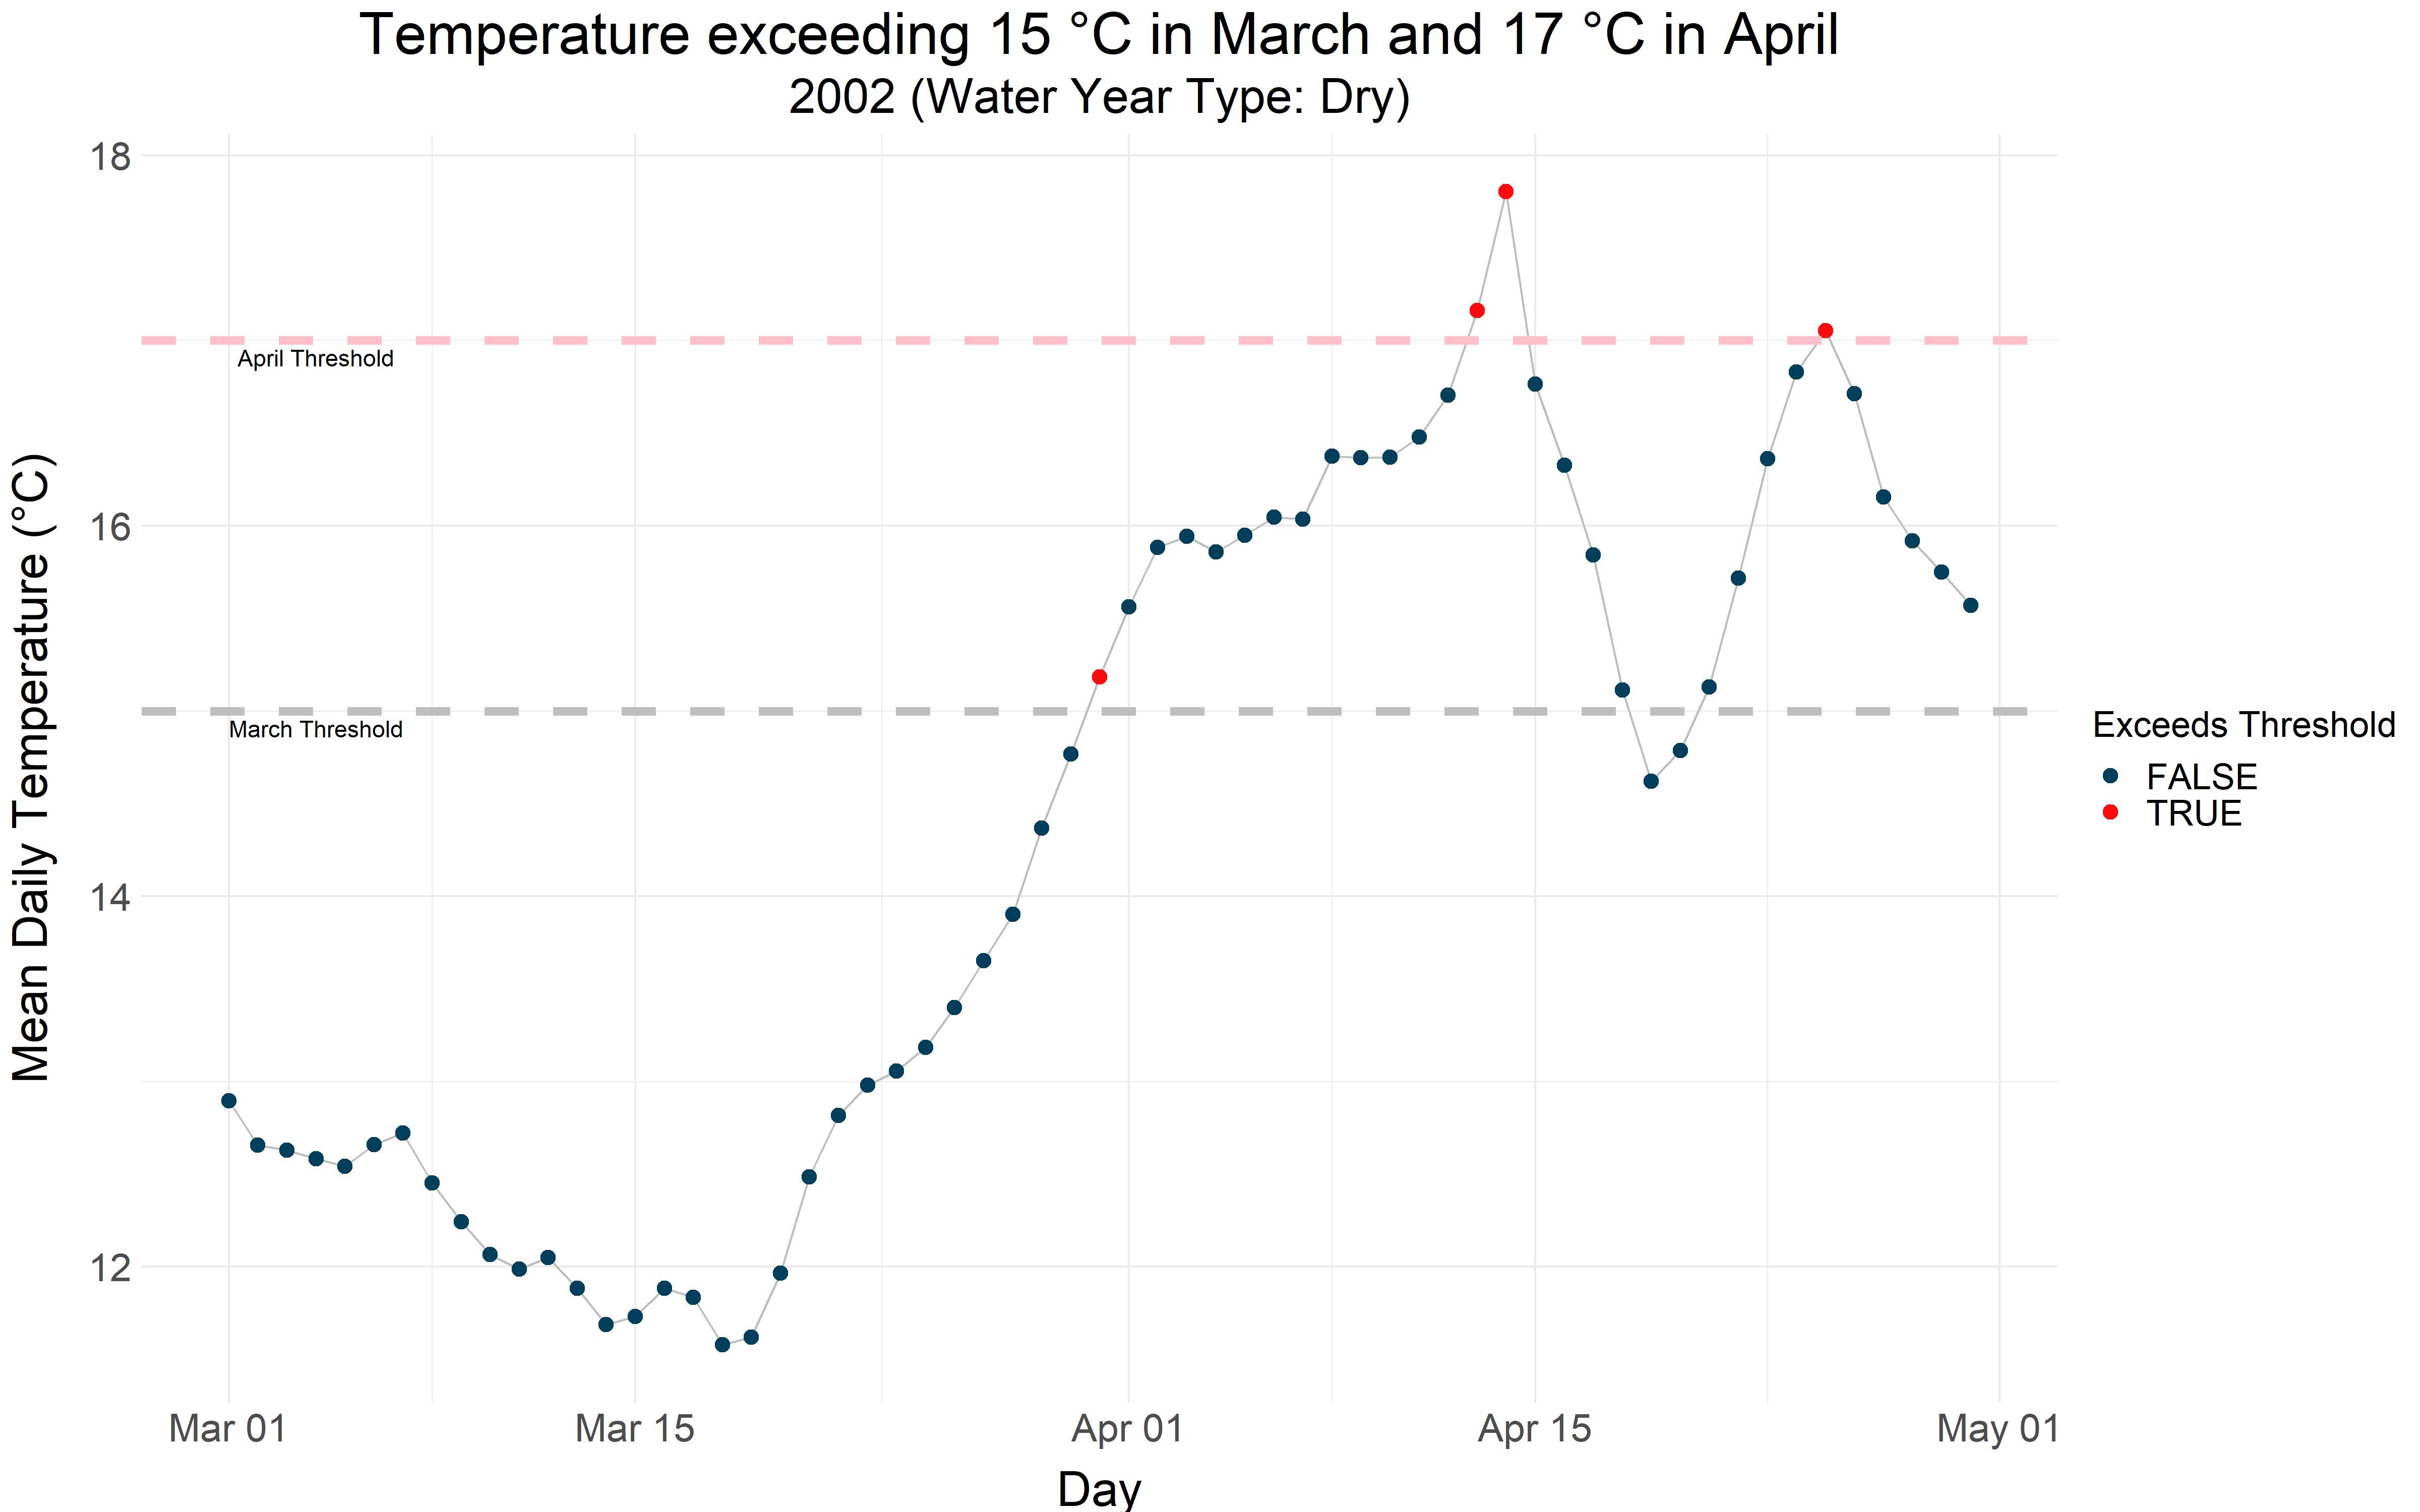 Temperature exceeding 15 °C in March and 17 °C in April
2002 (Water Year Type: Dry)
Mean Daily Temperature (°C)
18
16
14
12
April Threshold
March Threshold
Exceeds Threshold
FALSE
TRUE
Mar 01
Mar 15
Apr 01
Apr 15
May 01
Day